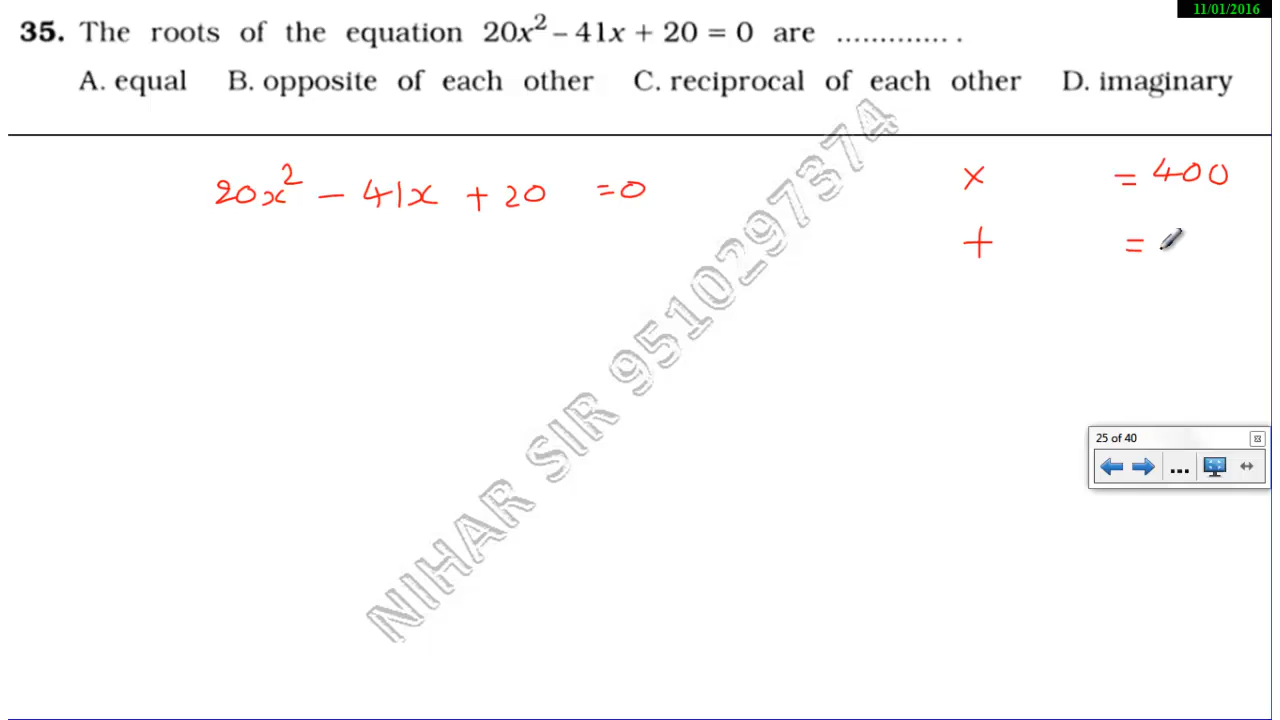 11/01/2016
35. The roots of the equation 20x² – 41x + 20 = 0 are ............. .
A. equal B. opposite of each other C. reciprocal of each other D. imaginary
20x² – 41x + 20 = 0
× = 400
+ =
NIHAR SIR 9510297374
25 of 40